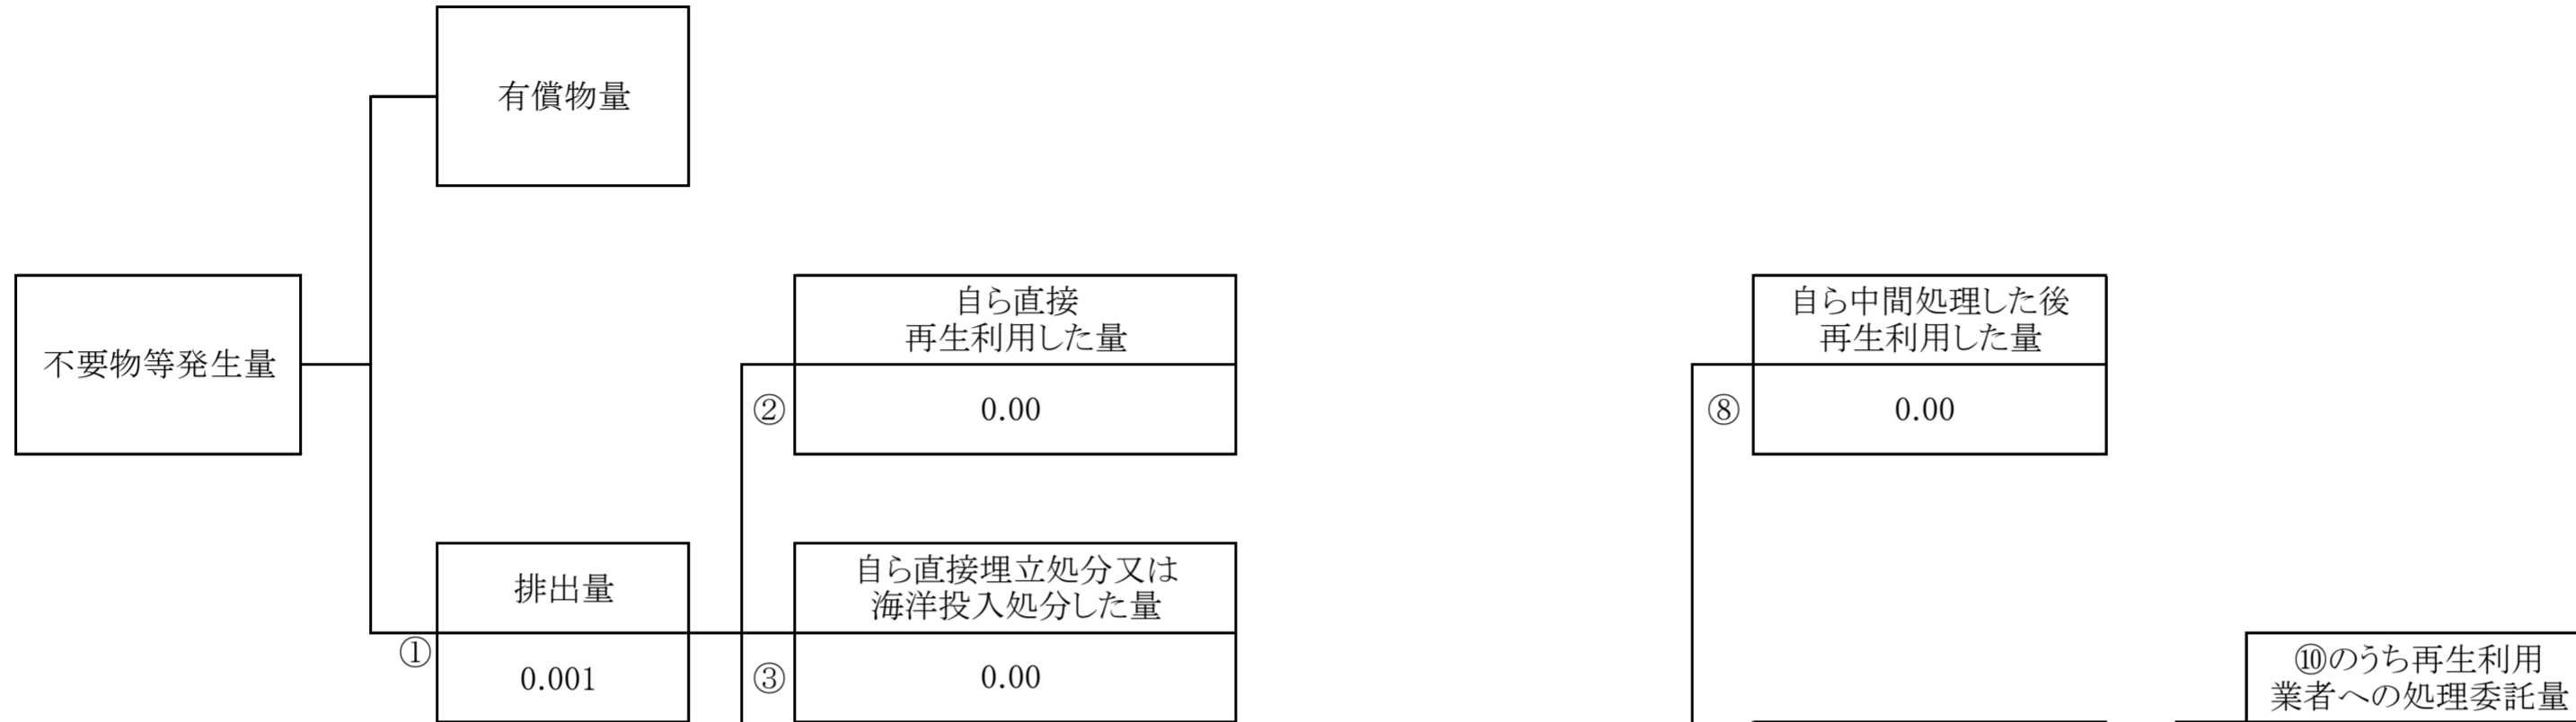 有償物量
不要物等発生量
自ら直接
再生利用した量
② 0.00
自ら中間処理した後
再生利用した量
⑧ 0.00
排出量
① 0.001
自ら直接埋立処分又は
海洋投入処分した量
③ 0.00
⑩のうち再生利用
業者への処理委託量